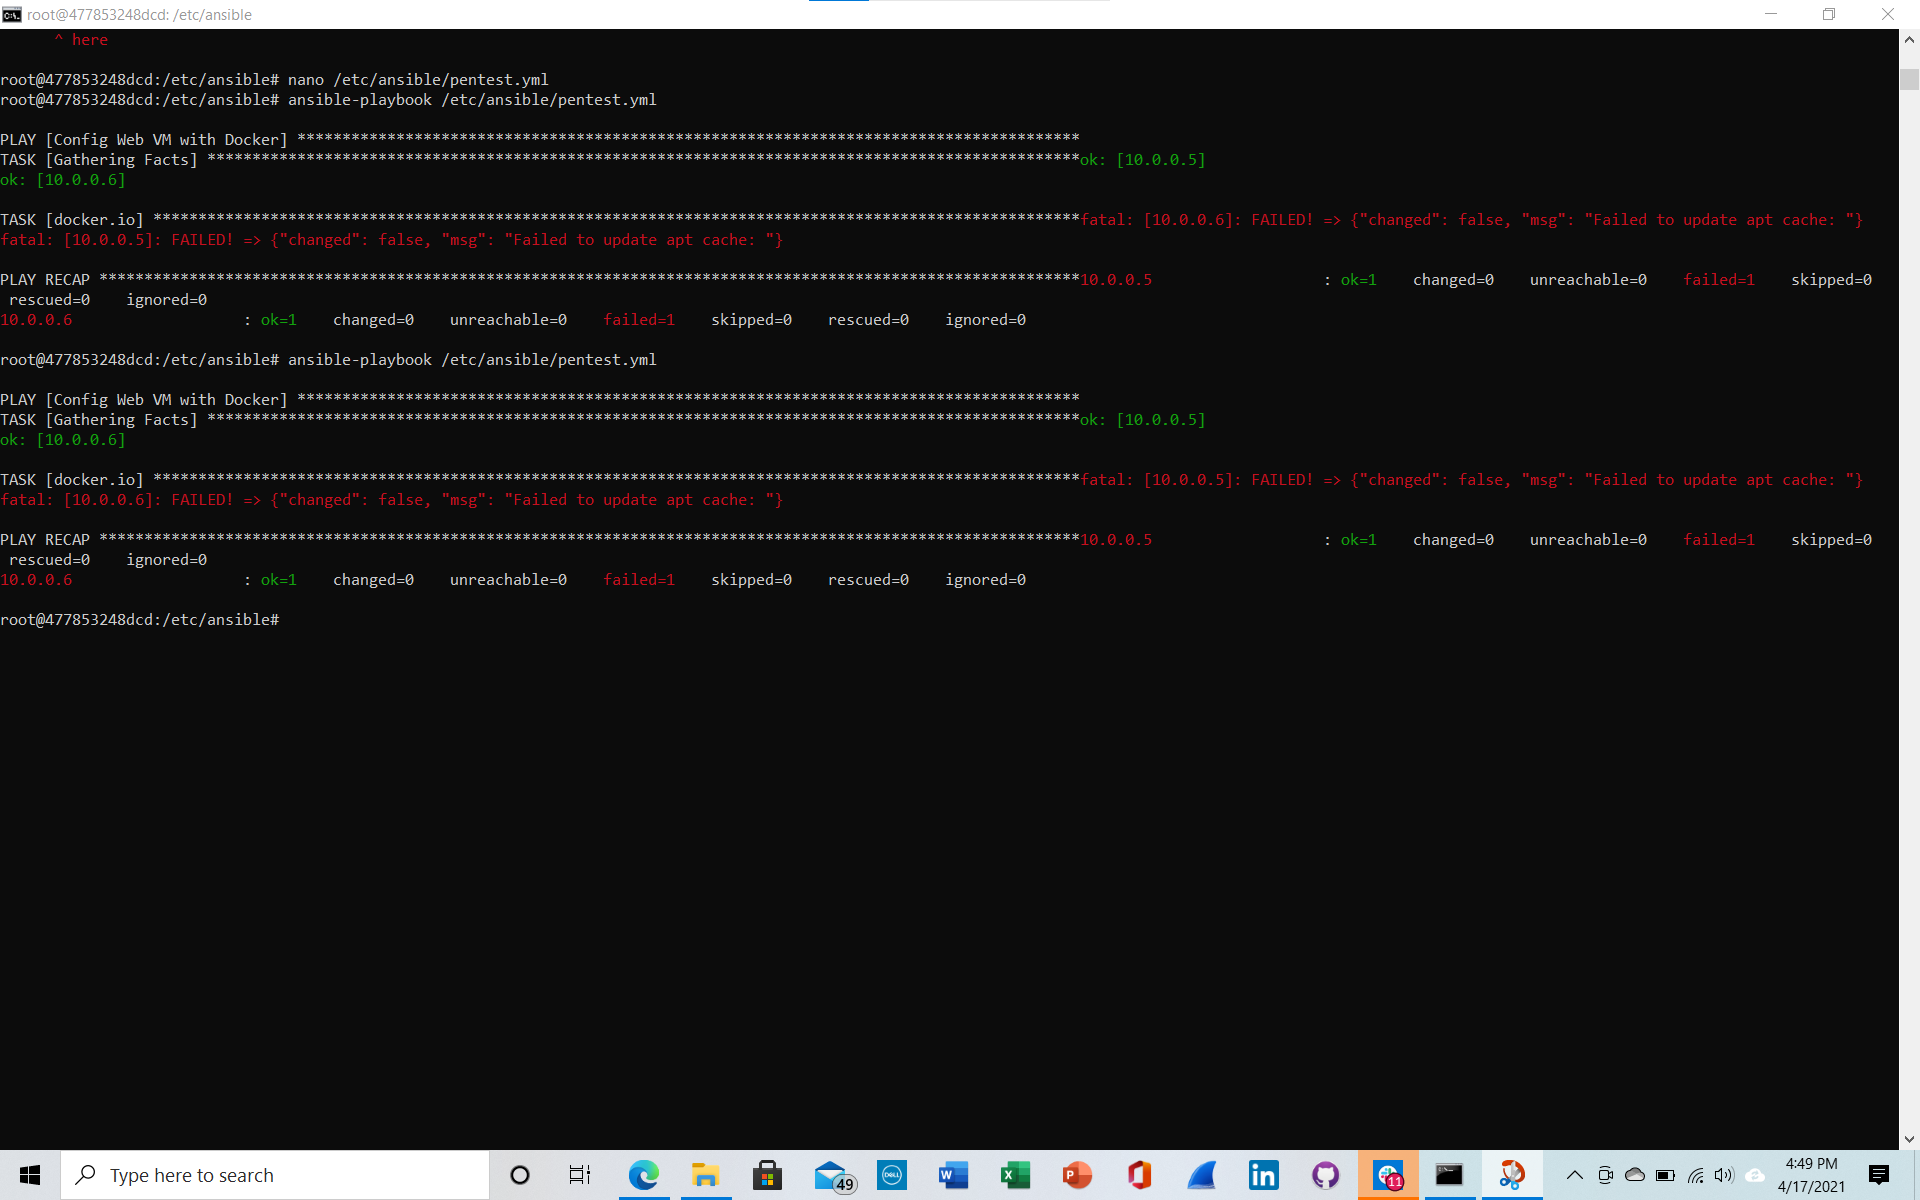 root@477853248dcd: /etc/ansible
^ here
root@477853248dcd:/etc/ansible# nano /etc/ansible/pentest.yml
root@477853248dcd:/etc/ansible# ansible-playbook /etc/ansible/pentest.yml
PLAY [Config Web VM with Docker] ***************************************************************************************
TASK [Gathering Facts] *************************************************************************************************ok: [10.0.0.5]
ok: [10.0.0.6]
TASK [docker.io] *******************************************************************************************************fatal: [10.0.0.6]: FAILED! => {"changed": false, "msg": "Failed to update apt cache: "}
fatal: [10.0.0.5]: FAILED! => {"changed": false, "msg": "Failed to update apt cache: "}
PLAY RECAP *************************************************************************************************************10.0.0.5                   : ok=1    changed=0    unreachable=0    failed=1    skipped=0
rescued=0    ignored=0
10.0.0.6                   : ok=1    changed=0    unreachable=0    failed=1    skipped=0    rescued=0    ignored=0
root@477853248dcd:/etc/ansible# ansible-playbook /etc/ansible/pentest.yml
PLAY [Config Web VM with Docker] ***************************************************************************************
TASK [Gathering Facts] *************************************************************************************************ok: [10.0.0.5]
ok: [10.0.0.6]
TASK [docker.io] *******************************************************************************************************fatal: [10.0.0.5]: FAILED! => {"changed": false, "msg": "Failed to update apt cache: "}
fatal: [10.0.0.6]: FAILED! => {"changed": false, "msg": "Failed to update apt cache: "}
PLAY RECAP *************************************************************************************************************10.0.0.5                   : ok=1    changed=0    unreachable=0    failed=1    skipped=0
rescued=0    ignored=0
10.0.0.6                   : ok=1    changed=0    unreachable=0    failed=1    skipped=0    rescued=0    ignored=0
root@477853248dcd:/etc/ansible#
Type here to search
49
DELL
W
X
P
in
11
4:49 PM
4/17/2021